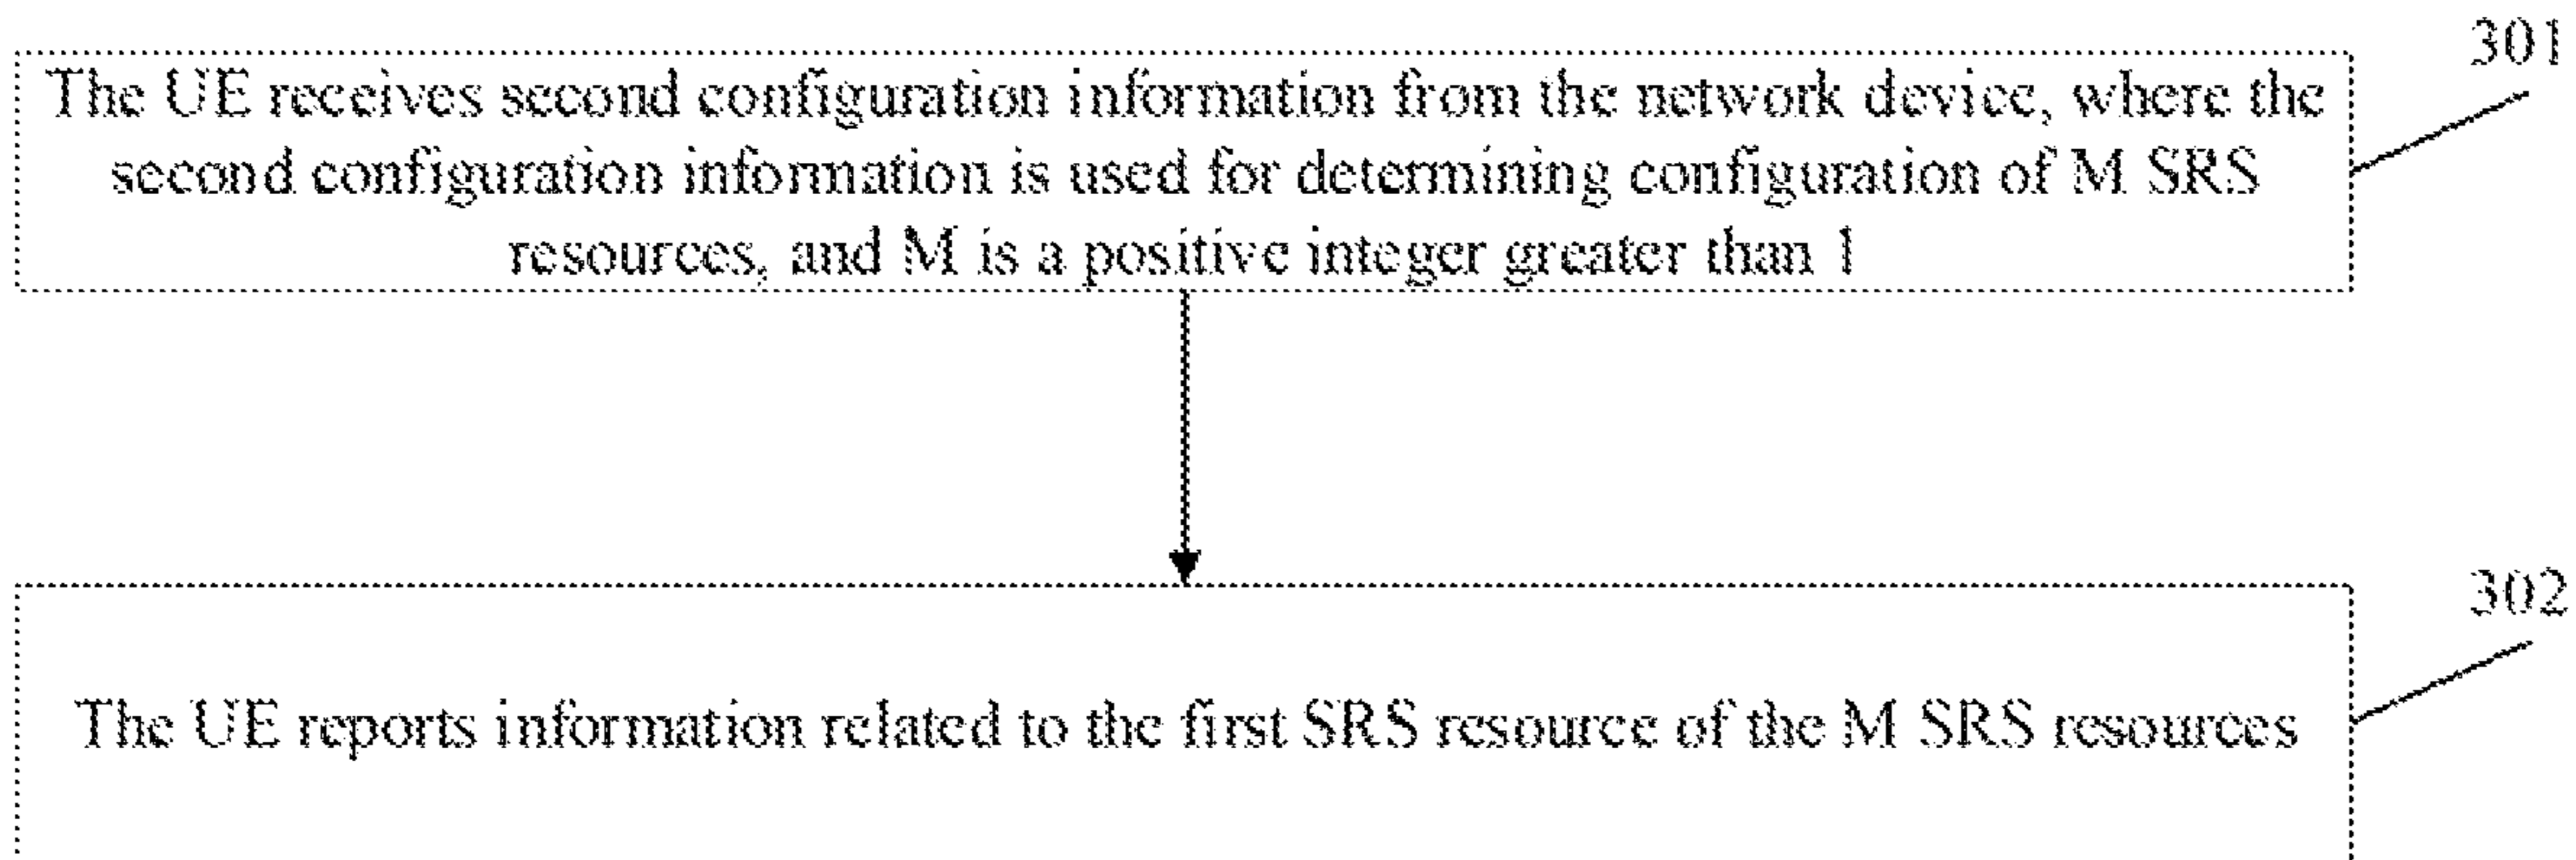 301
The UE receives second configuration information from the network device, where the
second configuration information is used for determining configuration of M SRS
resources, and M is a positive integer greater than 1
302
The UE reports information related to the first SRS resource of the M SRS resources